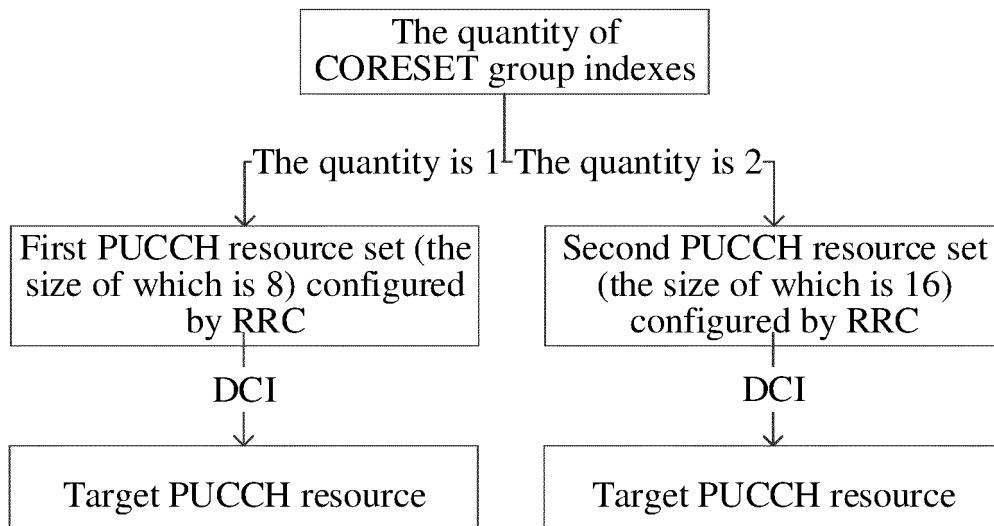 The quantity of
CORESET group indexes
The quantity is 1
The quantity is 2
First PUCCH resource set (the
size of which is 8) configured
by RRC
Second PUCCH resource set
(the size of which is 16)
configured by RRC
DCI
DCI
Target PUCCH resource
Target PUCCH resource